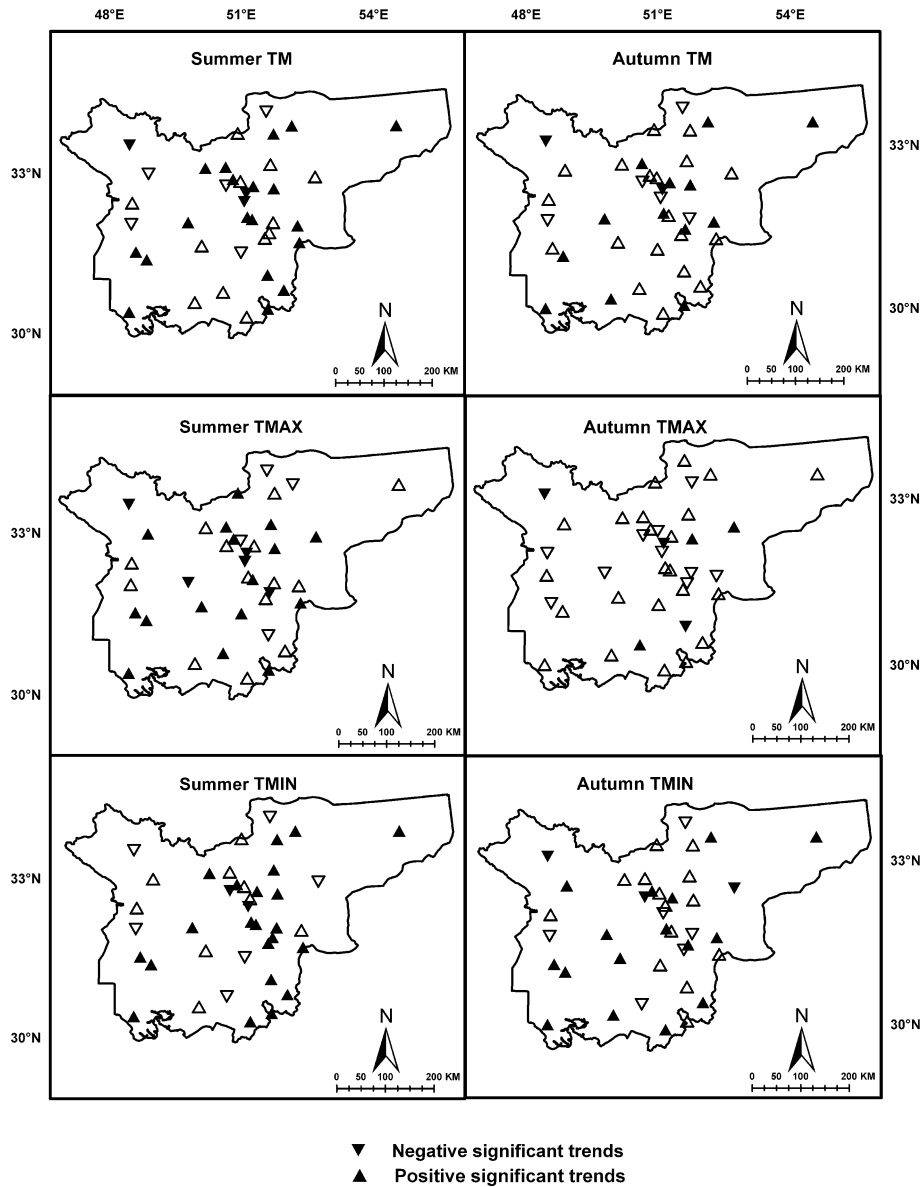 48°E 51°E 54°E 48°E 51°E 54°E
Summer TM Autumn TM
33°N 33°N
N N
30°N 30°N
0 50 100 200 KM 0 50 100 200 KM
Summer TMAX Autumn TMAX
33°N 33°N
N N
30°N 30°N
0 50 100 200 KM 0 50 100 200 KM
Summer TMIN Autumn TMIN
33°N 33°N
N N
30°N 30°N
0 50 100 200 KM 0 50 100 200 KM
Negative significant trends
Positive significant trends